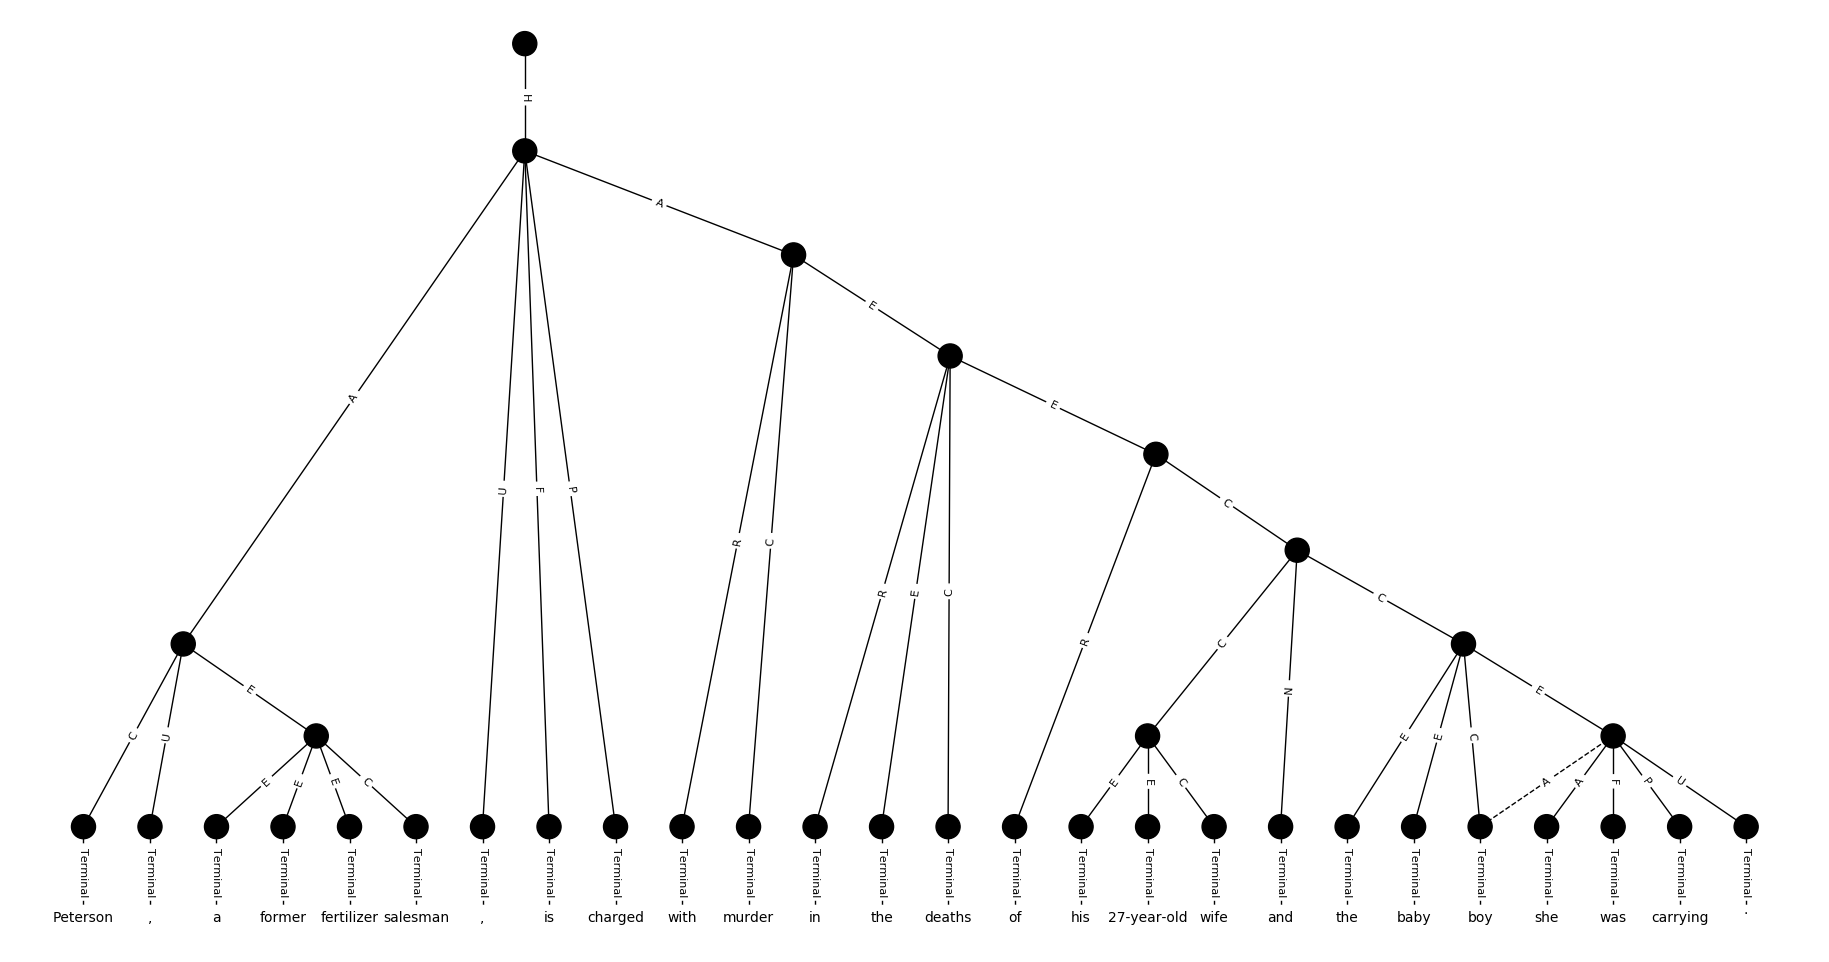 H
A
A
E
E
A
U
F
P
C
R
C
C
R
E
C
R
C
N
E
E
C
U
E
E
C
E
E
E
C
E
E
C
A
A
F
P
U
Terminal Terminal Terminal Terminal Terminal Terminal Terminal Terminal Terminal Terminal Terminal Terminal Terminal Terminal Terminal Terminal Terminal Terminal Terminal Terminal Terminal Terminal Terminal Terminal Terminal Terminal
Peterson , a former fertilizer salesman , is charged with murder in the deaths of his 27-year-old wife and the baby boy she was carrying .